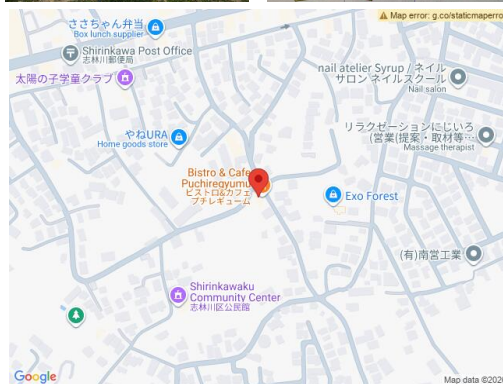 Map error: g.co/staticmaperro
ささちゃん弁当
Box lunch supplier
Shirinkawa Post Office
志林川郵便局
太陽の子学童クラブ
nail atelier Syrup / ネイル
サロン ネイルスクール
Nail salon
やねURA
Home goods store
リラクゼーションにじいろ
(営業(提案・取材等…
Massage therapist
Bistro & Cafe
Puchiregyumu
ビストロ&カフェ
プチレギューム
Exo Forest
(有)南営工業
Shirinkawaku
Community Center
志林川区公民館
Google
Map data ©202